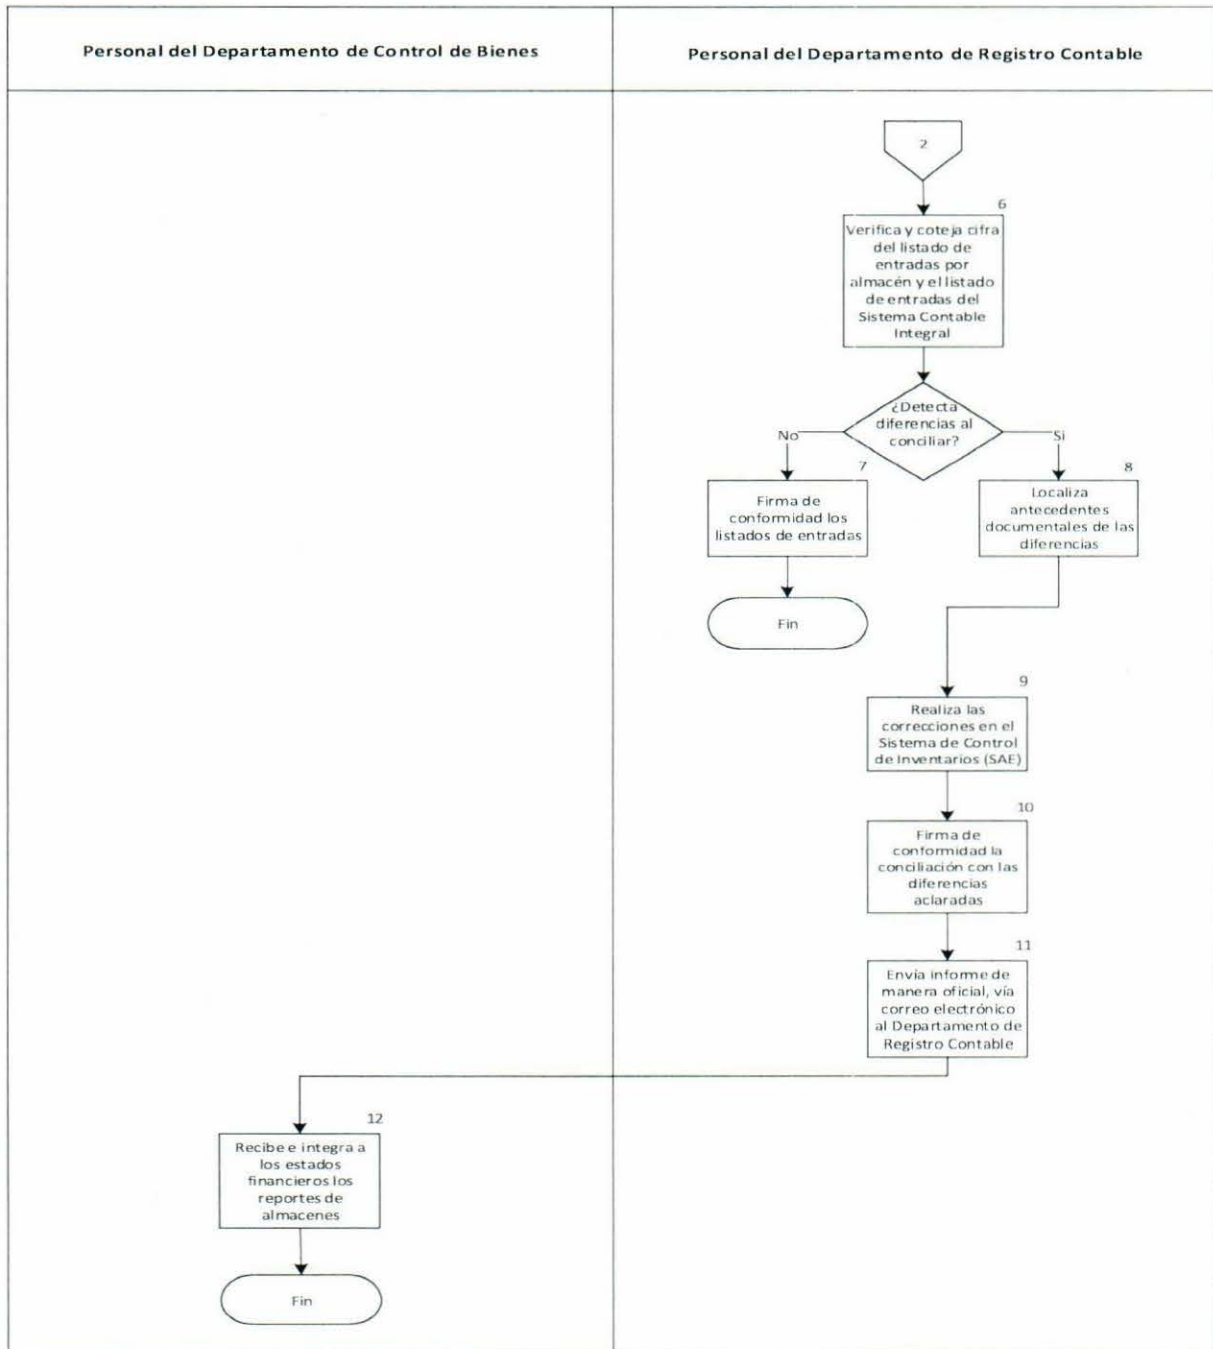 Personal del Departamento de Control de Bienes
Personal del Departamento de Registro Contable
2
6
Verifica y coteja cifra
del listado de
entradas por
almacén y el listado
de entradas del
Sistema Contable
Integral
¿Detecta
diferencias al
conciliar?
No
Si
7
Firma de
conformidad los
listados de entradas
8
Localiza
antecedentes
documentales de las
diferencias
Fin
9
Realiza las
correcciones en el
Sistema de Control
de Inventarios (SAE)
10
Firma de
conformidad la
conciliación con las
diferencias
aclaradas
11
Envía informe de
manera oficial, vía
correo electrónico
al Departamento de
Registro Contable
12
Recibe e integra a
los estados
financieros los
reportes de
almacenes
Fin